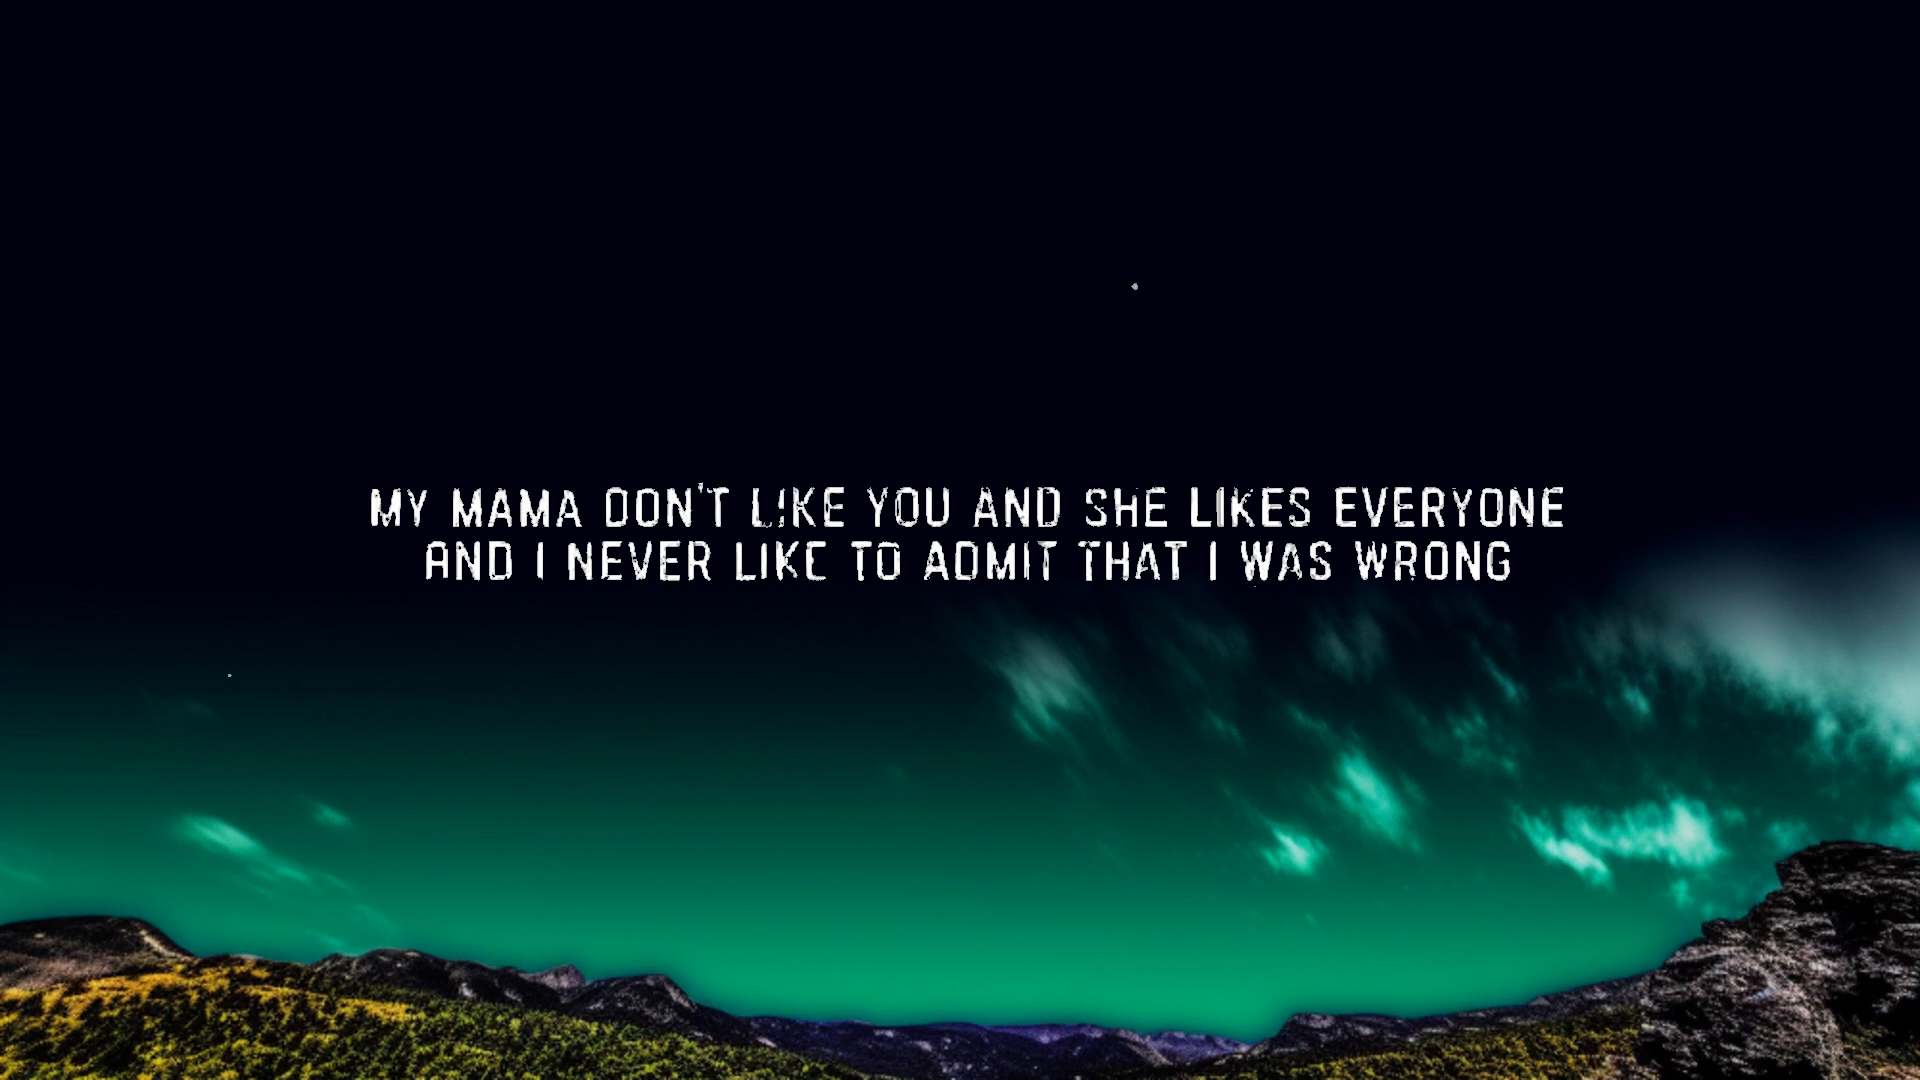 MY MAMA DON'T LIKE YOU AND SHE LIKES EVERYONE
AND I NEVER LIKE TO ADMIT THAT I WAS WRONG